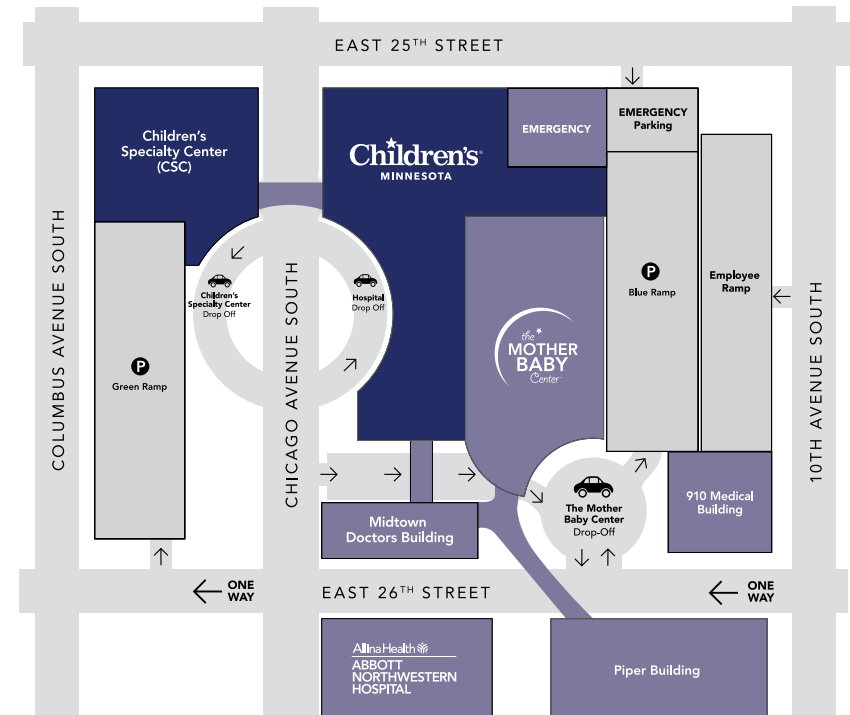 EAST 25TH STREET
EMERGENCY
Parking
EMERGENCY
Children's
Specialty Center
(CSC)
Children's
MINNESOTA
COLUMBUS AVENUE SOUTH
CHICAGO AVENUE SOUTH
10TH AVENUE SOUTH
Children's
Specialty Center
Drop Off
Hospital
Drop Off
P
Blue Ramp
Employee
Ramp
the
MOTHER
BABY
Center
P
Green Ramp
The Mother
Baby Center
Drop-Off
910 Medical
Building
Midtown
Doctors Building
ONE
WAY
EAST 26TH STREET
ONE
WAY
Allina Health
ABBOTT
NORTHWESTERN
HOSPITAL
Piper Building